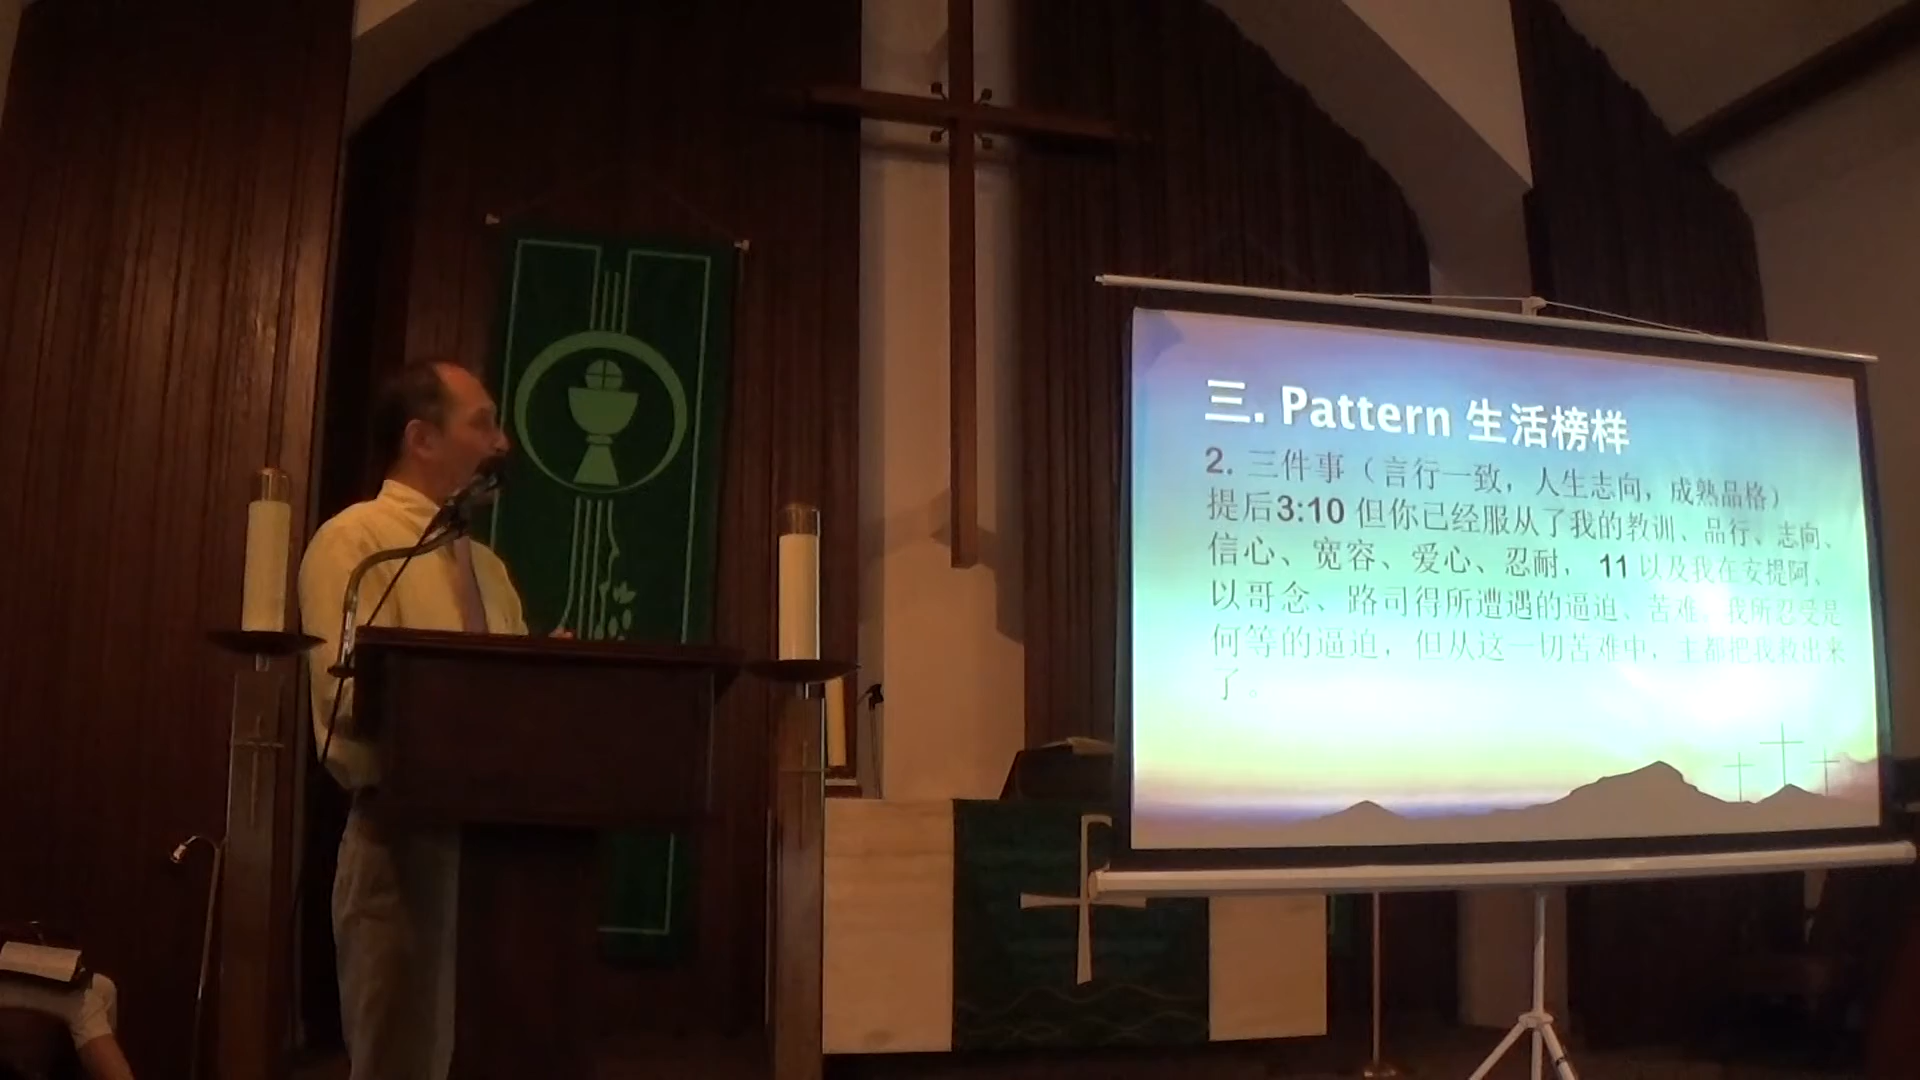 三. Pattern 生活榜样
2. 三件事（言行一致，人生志向，成熟品格）
提后3:10 但你已经服从了我的教训、品行、志向、
信心、宽容、爱心、忍耐， 11 以及我在安提阿、
以哥念、路司得所遭遇的逼迫、苦难。我所忍受是
何等的逼迫，但从这一切苦难中，主都把我救出来
了。